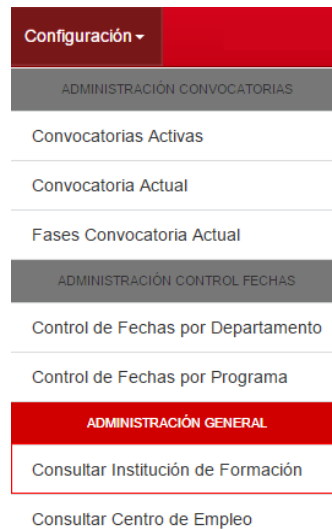 Configuración
ADMINISTRACIÓN CONVOCATORIAS
Convocatorias Activas
Convocatoria Actual
Fases Convocatoria Actual
ADMINISTRACIÓN CONTROL FECHAS
Control de Fechas por Departamento
Control de Fechas por Programa
ADMINISTRACIÓN GENERAL
Consultar Institución de Formación
Consultar Centro de Empleo